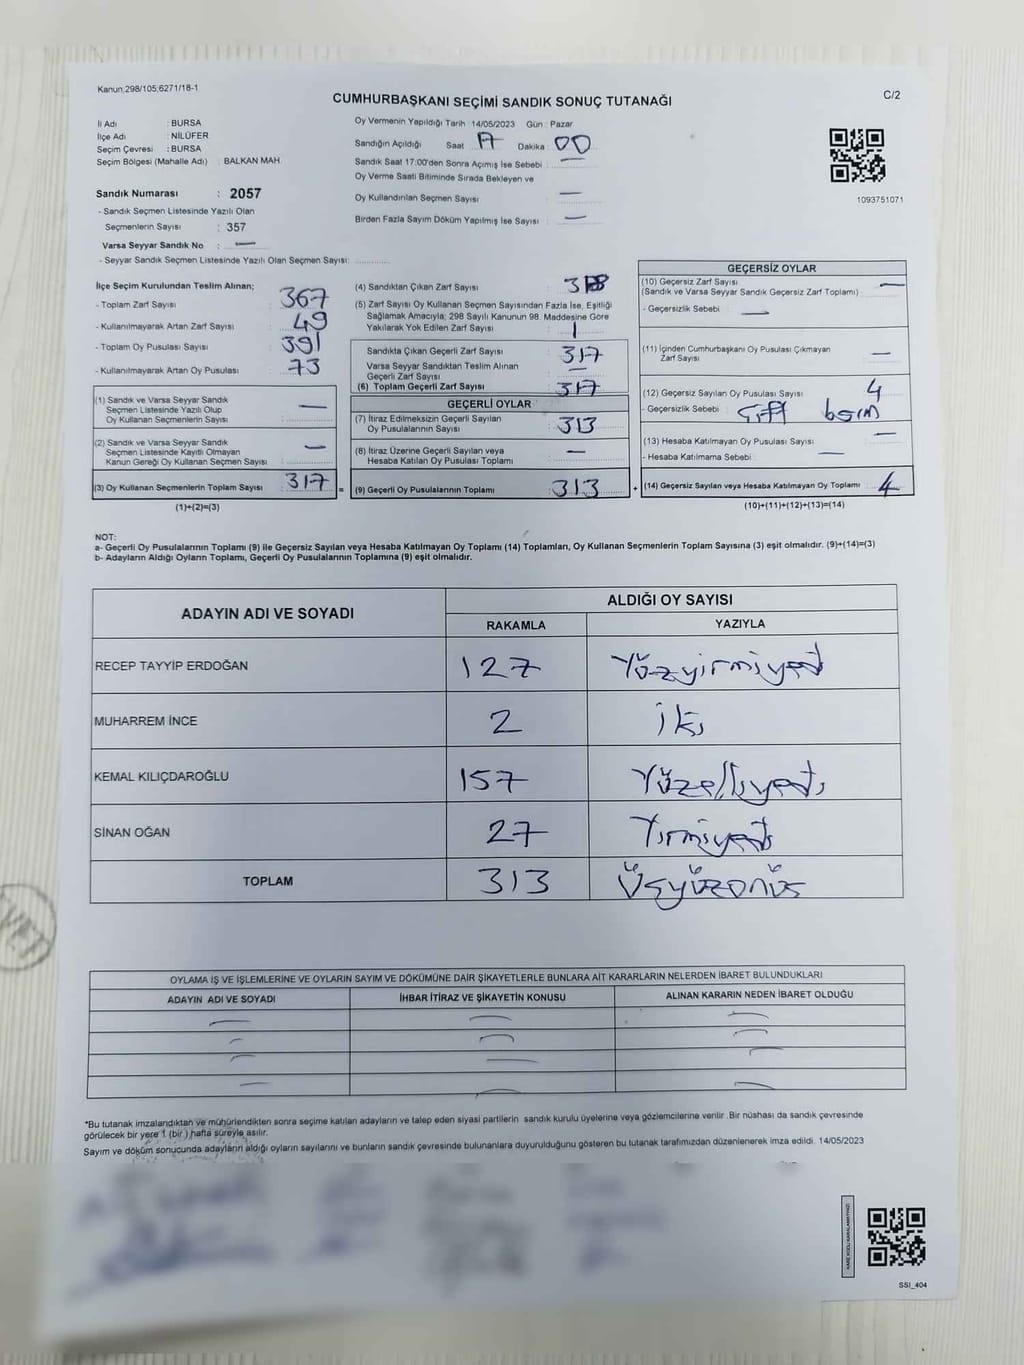 Kanun,298/105,6271/18-1
CUMHURBAŞKANI SEÇİMİ SANDIK SONUÇ TUTANAĞI
C/2
İl Adı : BURSA
İlçe Adı : NİLÜFER
Seçim Çevresi : BURSA
Seçim Bölgesi (Mahalle Adı) : BALKAN MAH.
Sandık Numarası : 2057
- Sandık Seçmen Listesinde Yazılı Olan
Seçmenlerin Sayısı : 357
Varsa Seyyar Sandık No : —
- Seyyar Sandık Seçmen Listesinde Yazılı Olan Seçmen Sayısı:
Oy Vermenin Yapıldığı Tarih : 14/05/2023 Gün : Pazar
Sandığın Açıldığı Saat 17 Dakika : 00
Sandık Saat 17:00'den Sonra Açımış İse Sebebi : —
Oy Verme Saati Bitiminde Sırada Bekleyen ve
Oy Kullandırılan Seçmen Sayısı : —
Birden Fazla Sayım Döküm Yapılmış İse Sayısı : —
1093751071
İlçe Seçim Kurulundan Teslim Alınan;
- Toplam Zarf Sayısı : 367
- Kullanılmayarak Artan Zarf Sayısı : 49
- Toplam Oy Pusulası Sayısı : 391
- Kullanılmayarak Artan Oy Pusulası : 73
(1) Sandık ve Varsa Seyyar Sandık
Seçmen Listesinde Yazılı Olup
Oy Kullanan Seçmenlerin Sayısı : —
(2) Sandık ve Varsa Seyyar Sandık
Seçmen Listesinde Kayıtlı Olmayan
Kanun Gereği Oy Kullanan Seçmen Sayısı : —
(3) Oy Kullanan Seçmenlerin Toplam Sayısı : 317
(1)+(2)=(3)
(4) Sandıktan Çıkan Zarf Sayısı : 318
(5) Zarf Sayısı Oy Kullanan Seçmen Sayısından Fazla İse, Eşitliği
Sağlamak Amacıyla; 298 Sayılı Kanunun 98. Maddesine Göre
Yakılarak Yok Edilen Zarf Sayısı : 1
Sandıkta Çıkan Geçerli Zarf Sayısı : 317
Varsa Seyyar Sandıktan Teslim Alınan
Geçerli Zarf Sayısı : —
(6) Toplam Geçerli Zarf Sayısı : 317
GEÇERLİ OYLAR
(7) İtiraz Edilmeksizin Geçerli Sayılan
Oy Pusulalarının Sayısı : 313
(8) İtiraz Üzerine Geçerli Sayılan veya
Hesaba Katılan Oy Pusulası Toplamı : —
= (9) Geçerli Oy Pusulalarının Toplamı : 313 +
GEÇERSİZ OYLAR
(10) Geçersiz Zarf Sayısı
(Sandık ve Varsa Seyyar Sandık Geçersiz Zarf Toplamı) : —
- Geçersizlik Sebebi : —
(11) İçinden Cumhurbaşkanı Oy Pusulası Çıkmayan
Zarf Sayısı : —
(12) Geçersiz Sayılan Oy Pusulası Sayısı : 4
- Geçersizlik Sebebi : Çift basım
(13) Hesaba Katılmayan Oy Pusulası Sayısı : —
- Hesaba Katılmama Sebebi : —
(14) Geçersiz Sayılan veya Hesaba Katılmayan Oy Toplamı : 4
(10)+(11)+(12)+(13)=(14)
NOT:
a- Geçerli Oy Pusulalarının Toplamı (9) ile Geçersiz Sayılan veya Hesaba Katılmayan Oy Toplamı (14) Toplamları, Oy Kullanan Seçmenlerin Toplam Sayısına (3) eşit olmalıdır. (9)+(14)=(3)
b- Adayların Aldığı Oyların Toplamı, Geçerli Oy Pusulalarının Toplamına (9) eşit olmalıdır.
ADAYIN ADI VE SOYADI ALDIĞI OY SAYISI
RAKAMLA YAZIYLA
RECEP TAYYİP ERDOĞAN 127 Yüzyirmiyedi
MUHARREM İNCE 2 iki
KEMAL KILIÇDAROĞLU 157 Yüzelliyedi
SİNAN OĞAN 27 Yirmiyedi
TOPLAM 313 Üçyüzonüç
OYLAMA İŞ VE İŞLEMLERİNE VE OYLARIN SAYIM VE DÖKÜMÜNE DAİR ŞİKAYETLERLE BUNLARA AİT KARARLARIN NELERDEN İBARET BULUNDUKLARI
ADAYIN ADI VE SOYADI İHBAR İTİRAZ VE ŞİKAYETİN KONUSU ALINAN KARARIN NEDEN İBARET OLDUĞU
*Bu tutanak imzalandıktan ve mühürlendikten sonra seçime katılan adayların ve talep eden siyasi partilerin sandık kurulu üyelerine veya gözlemcilerine verilir .Bir nüshası da sandık çevresinde
görülecek bir yere 1 (bir ) hafta süreyle asılır.
Sayım ve döküm sonucunda adayların aldığı oyların sayılarını ve bunların sandık çevresinde bulunanlara duyurulduğunu gösteren bu tutanak tarafımızdan düzenlenerek imza edildi. 14/05/2023
KARE KODU KARALAMAYINIZ!
SSI_404